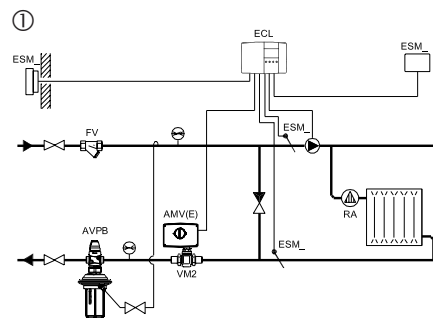 ①
ECL
ESM_
ESM_
FV
ESM_
AMV(E)
RA
AVPB
ESM_
VM2